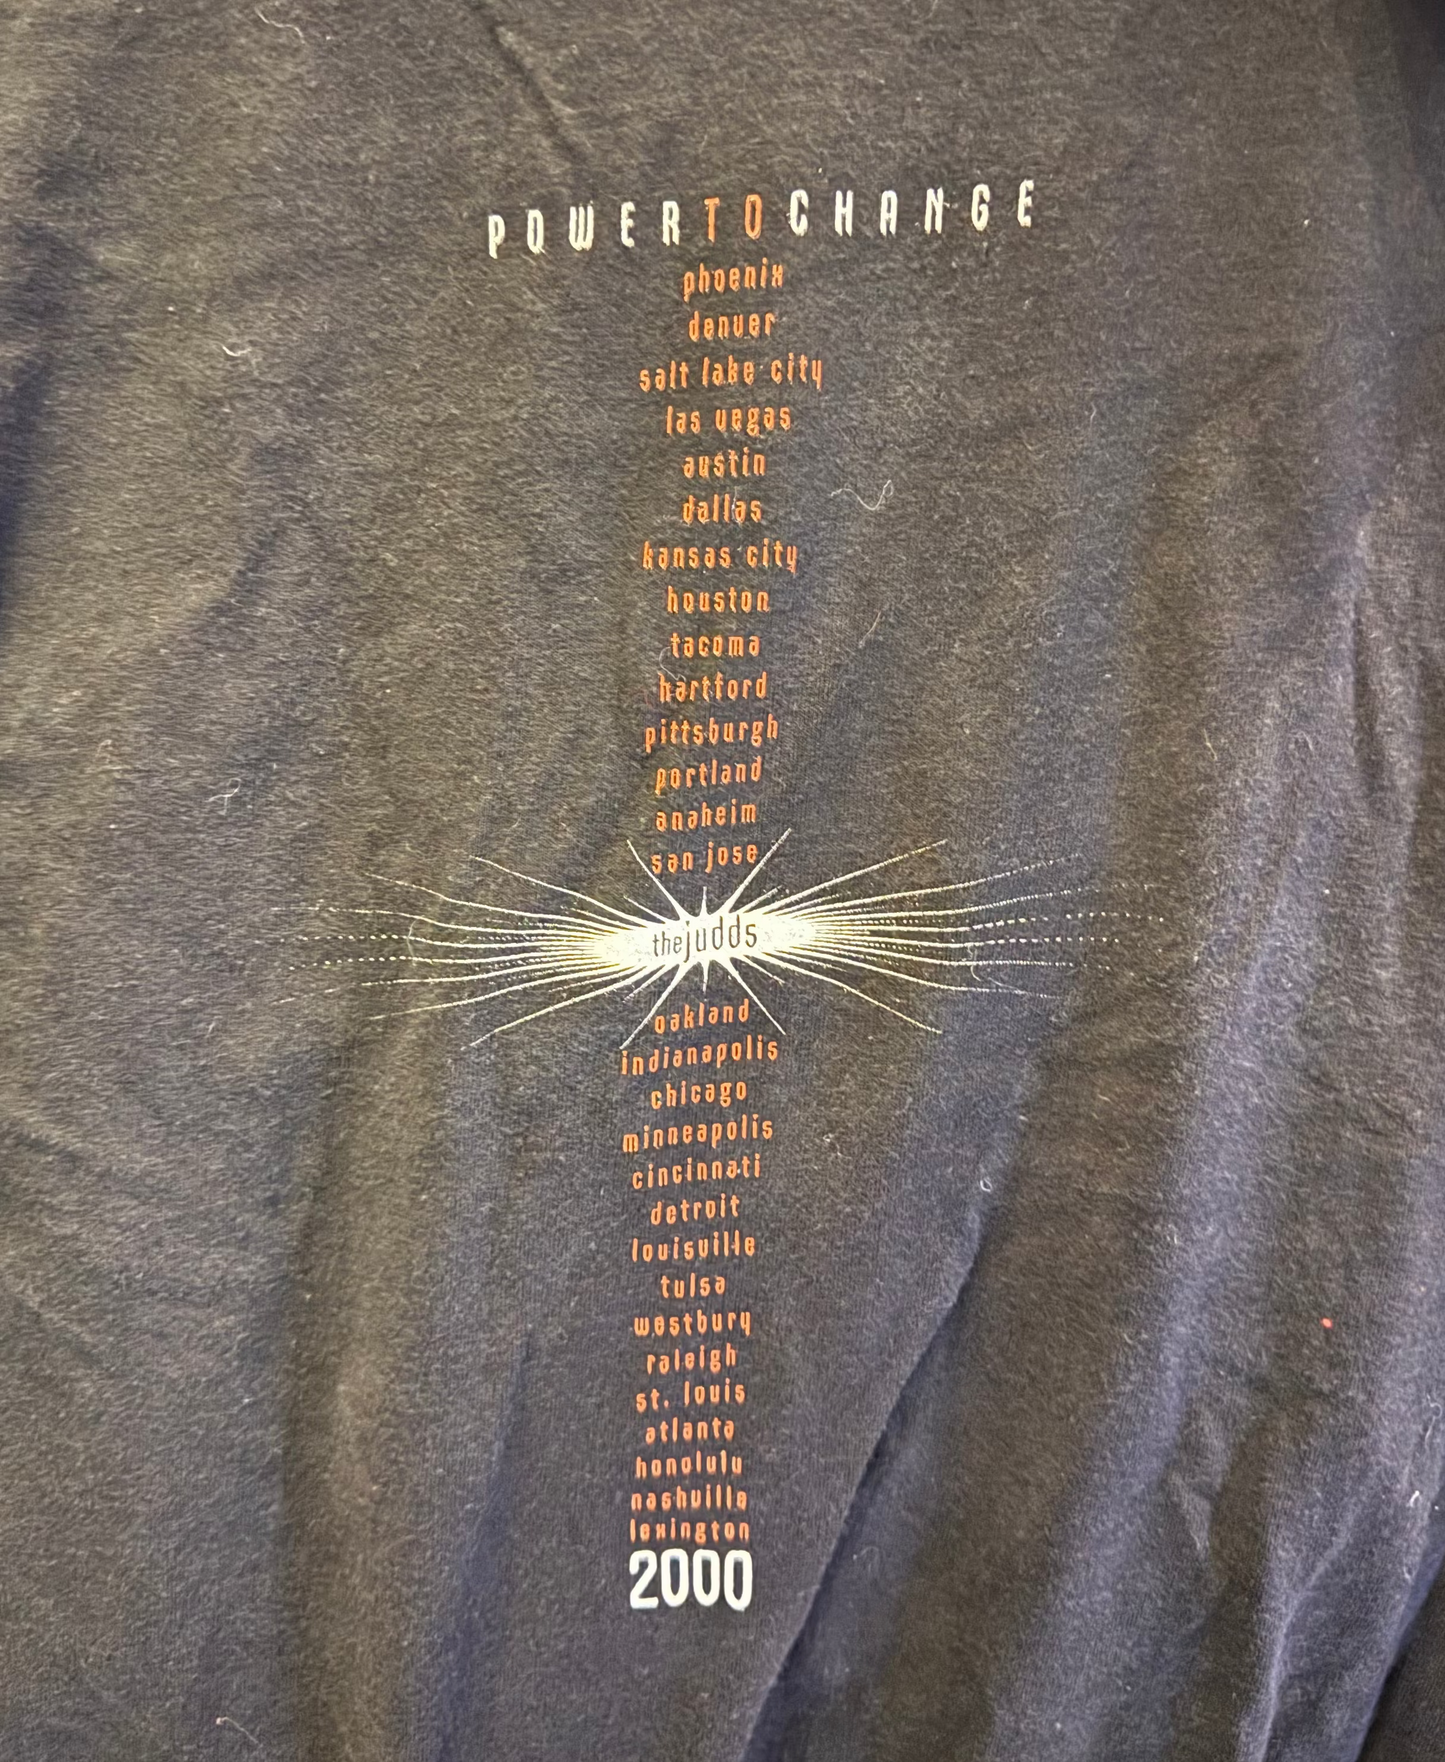 POWERTOCHANGE
phoenix
denver
salt lake city
las vegas
austin
dallas
kansas city
houston
tacoma
hartford
pittsburgh
portland
anaheim
san jose
thejudds
oakland
indianapolis
chicago
minneapolis
cincinnati
detroit
louisville
tulsa
westbury
raleigh
st. louis
atlanta
honolulu
nashville
lexington
2000